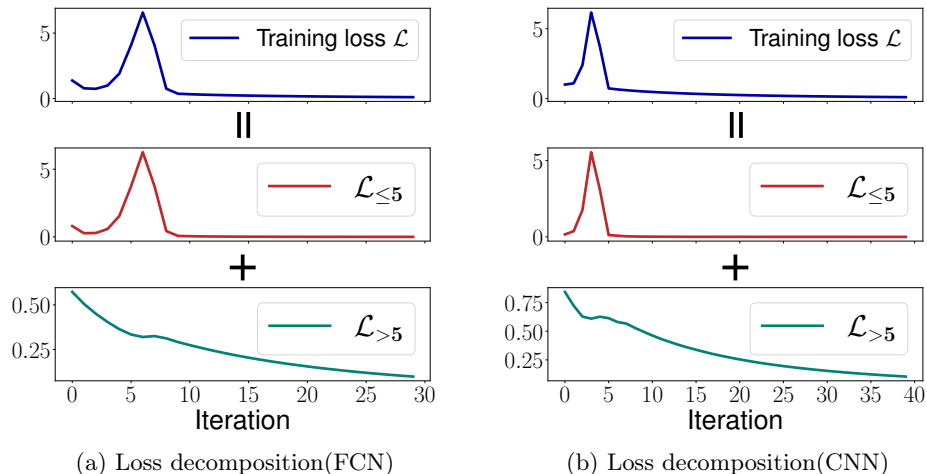 5
0
Training loss ℒ
5
0
Training loss ℒ
=
=
5
0
ℒ≤5
5
0
ℒ≤5
+
+
0.50
0.25
ℒ>5
0.75
0.50
0.25
ℒ>5
0 5 10 15 20 25 30
0 5 10 15 20 25 30 35 40
Iteration
Iteration
(a) Loss decomposition(FCN)
(b) Loss decomposition(CNN)